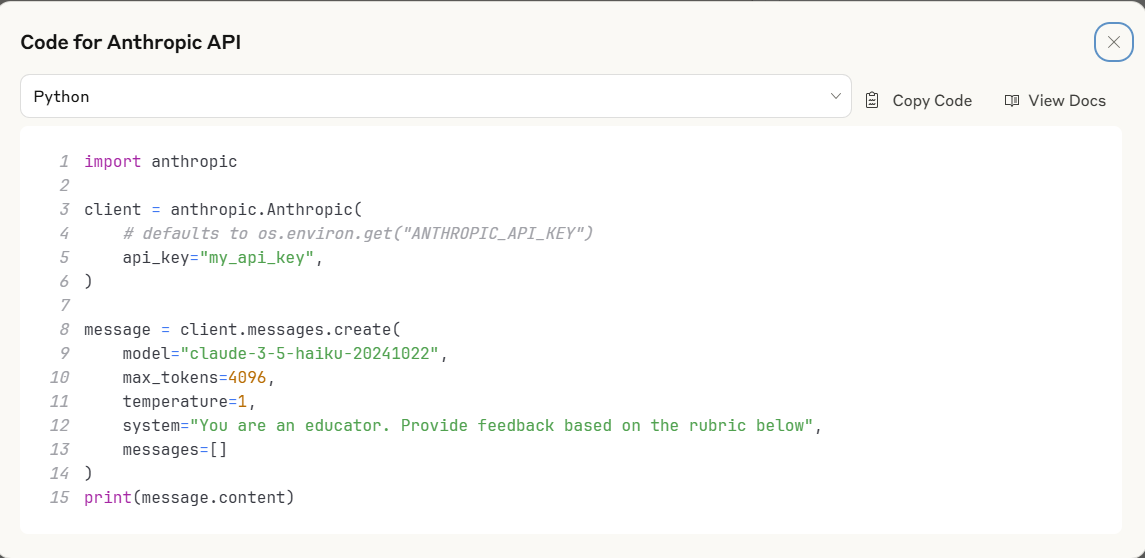 Code for Anthropic API
Python
Copy Code
View Docs
1 import anthropic
2
3 client = anthropic.Anthropic(
4     # defaults to os.environ.get("ANTHROPIC_API_KEY")
5     api_key="my_api_key",
6 )
7
8 message = client.messages.create(
9     model="claude-3-5-haiku-20241022",
10     max_tokens=4096,
11     temperature=1,
12     system="You are an educator. Provide feedback based on the rubric below",
13     messages=[]
14 )
15 print(message.content)